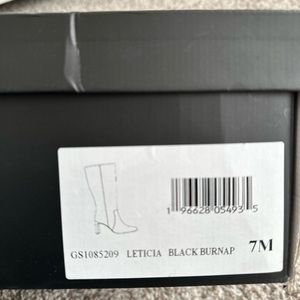 1 96628 05493 5
GS1085209 LETICIA BLACK BURNAP 7M